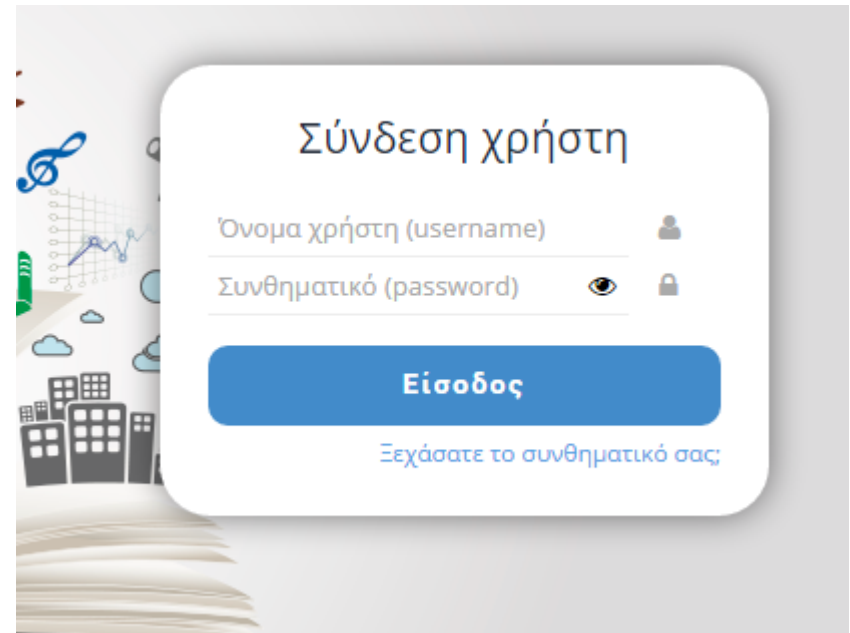 Σύνδεση χρήστη
Όνομα χρήστη (username)
Συνθηματικό (password)
Είσοδος
Ξεχάσατε το συνθηματικό σας;